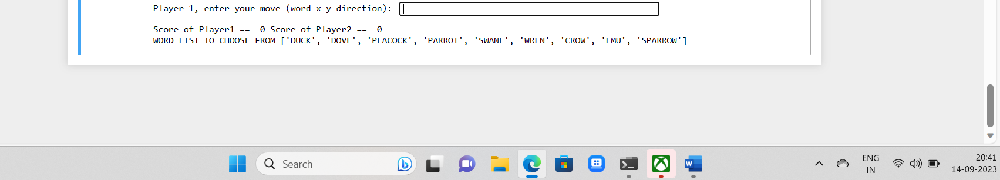 Player 1, enter your move (word x y direction):
Score of Player1 ==  0 Score of Player2 ==  0
WORD LIST TO CHOOSE FROM ['DUCK', 'DOVE', 'PEACOCK', 'PARROT', 'SWANE', 'WREN', 'CROW', 'EMU', 'SPARROW']
Search
W
ENG
IN
20:41
14-09-2023